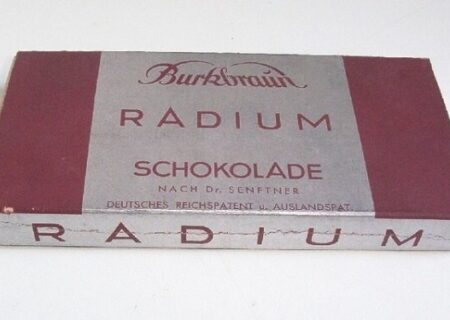 Burkbraun
RADIUM
SCHOKOLADE
NACH Dr. SENFTNER
DEUTSCHES REICHSPATENT u. AUSLANDSPAT.
RADIUM